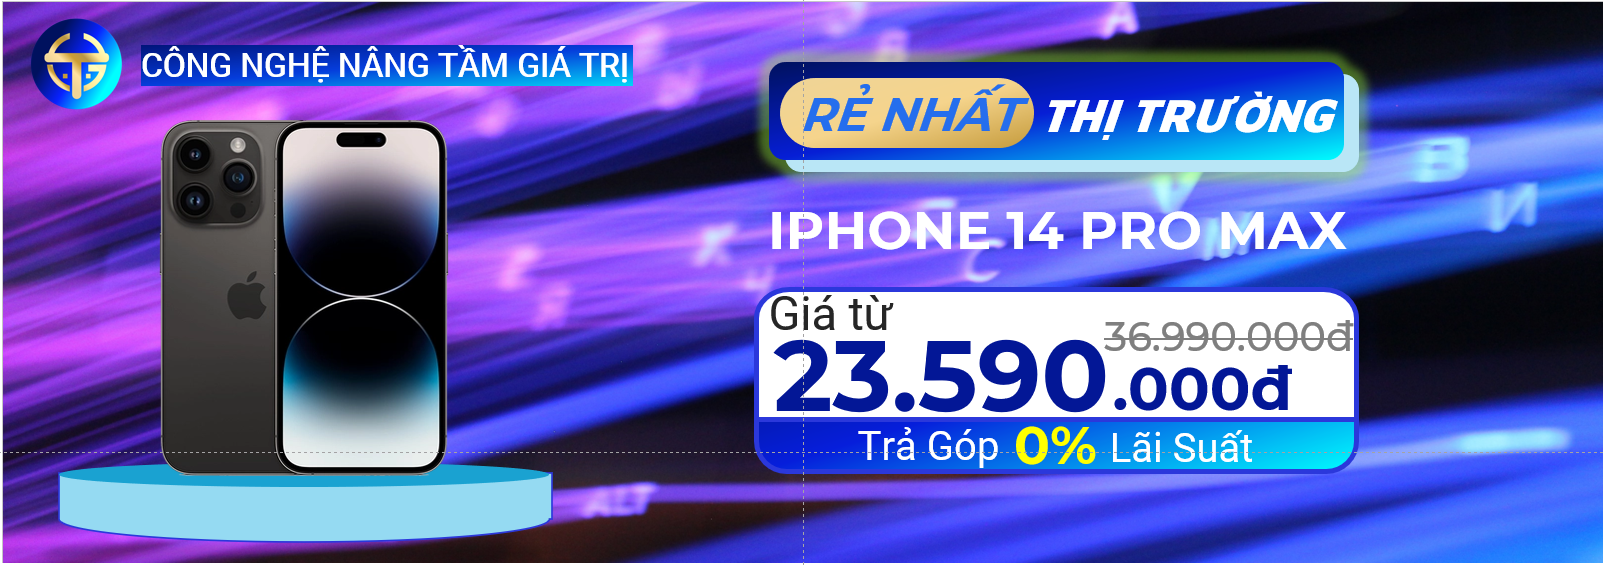 CÔNG NGHỆ NÂNG TẦM GIÁ TRỊ
RẺ NHẤT THỊ TRƯỜNG
IPHONE 14 PRO MAX
Giá từ
36.990.000đ
23.590.000đ
Trả Góp 0% Lãi Suất
ALT